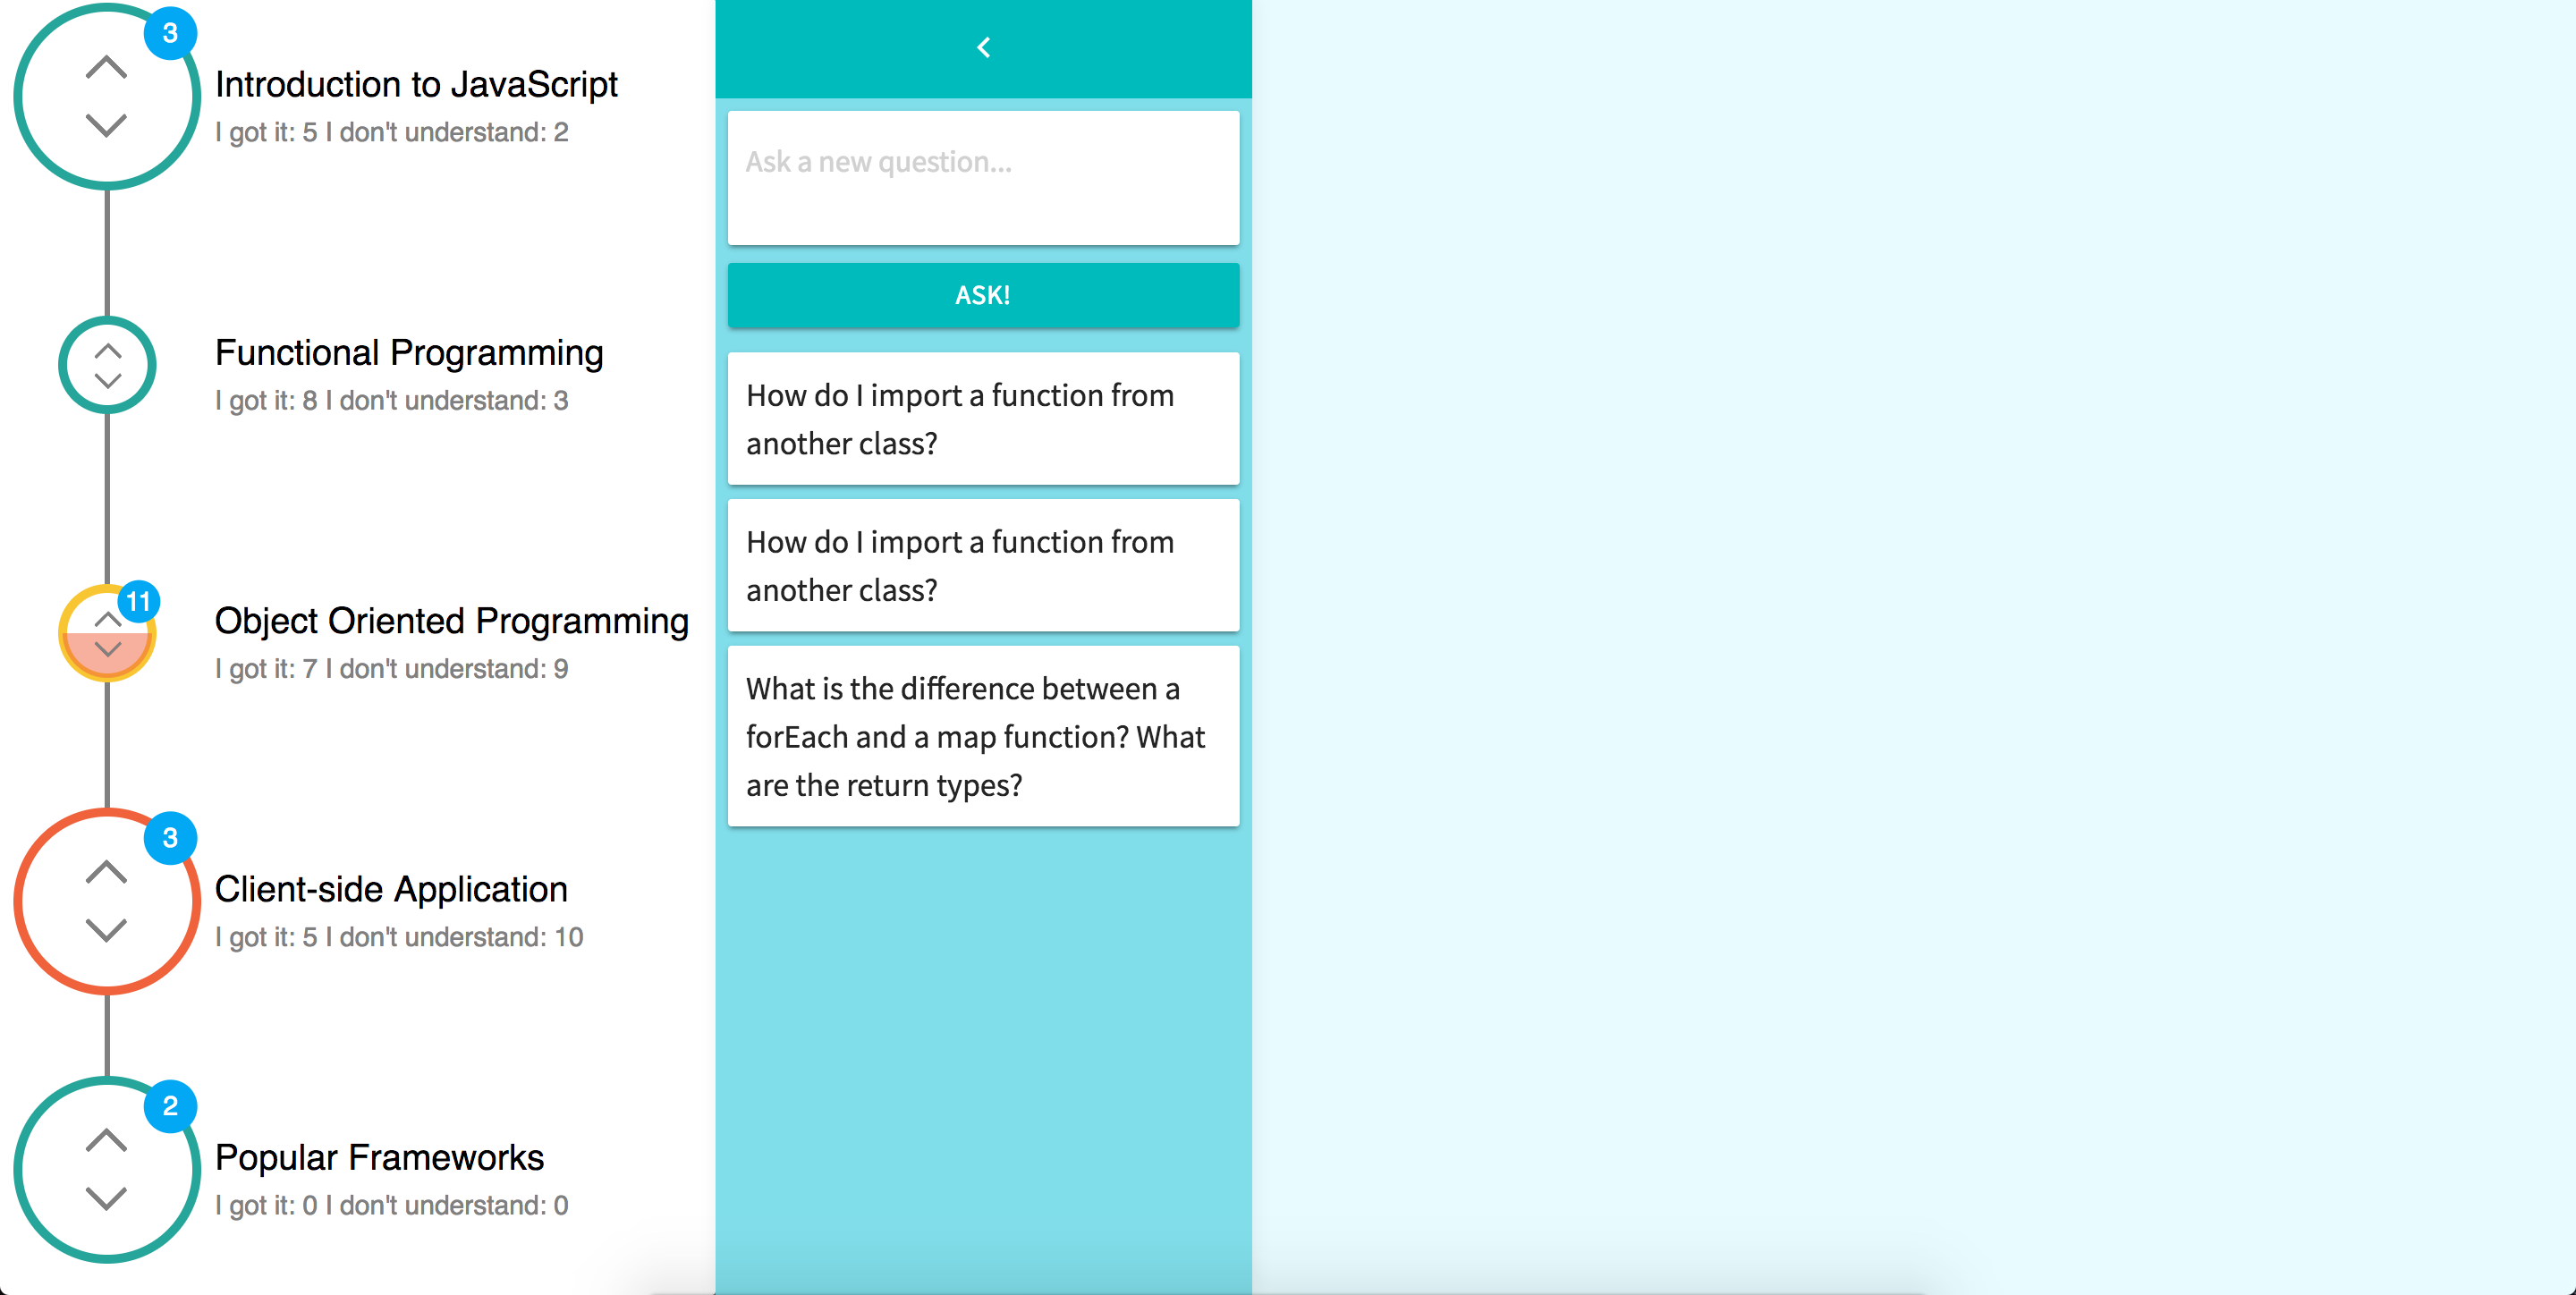 3
Introduction to JavaScript
I got it: 5 I don't understand: 2
Functional Programming
I got it: 8 I don't understand: 3
11
Object Oriented Programming
I got it: 7 I don't understand: 9
3
Client-side Application
I got it: 5 I don't understand: 10
2
Popular Frameworks
I got it: 0 I don't understand: 0
Ask a new question...
ASK!
How do I import a function from
another class?
How do I import a function from
another class?
What is the difference between a
forEach and a map function? What
are the return types?